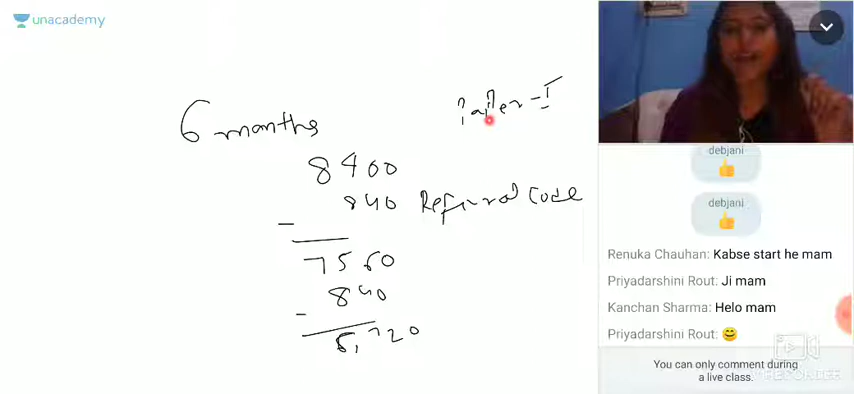 unacademy
6 months
Paper-I
8400
840 Referral Code
-
7560
840
-
6,720
debjani
👍
debjani
👍
Renuka Chauhan: Kabse start he mam
Priyadarshini Rout: Ji mam
Kanchan Sharma: Helo mam
Priyadarshini Rout: 😊
You can only comment during
a live class.
RECORDER